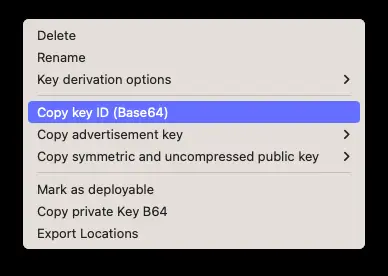 Delete
Rename
Key derivation options
Copy key ID (Base64)
Copy advertisement key
Copy symmetric and uncompressed public key
Mark as deployable
Copy private Key B64
Export Locations